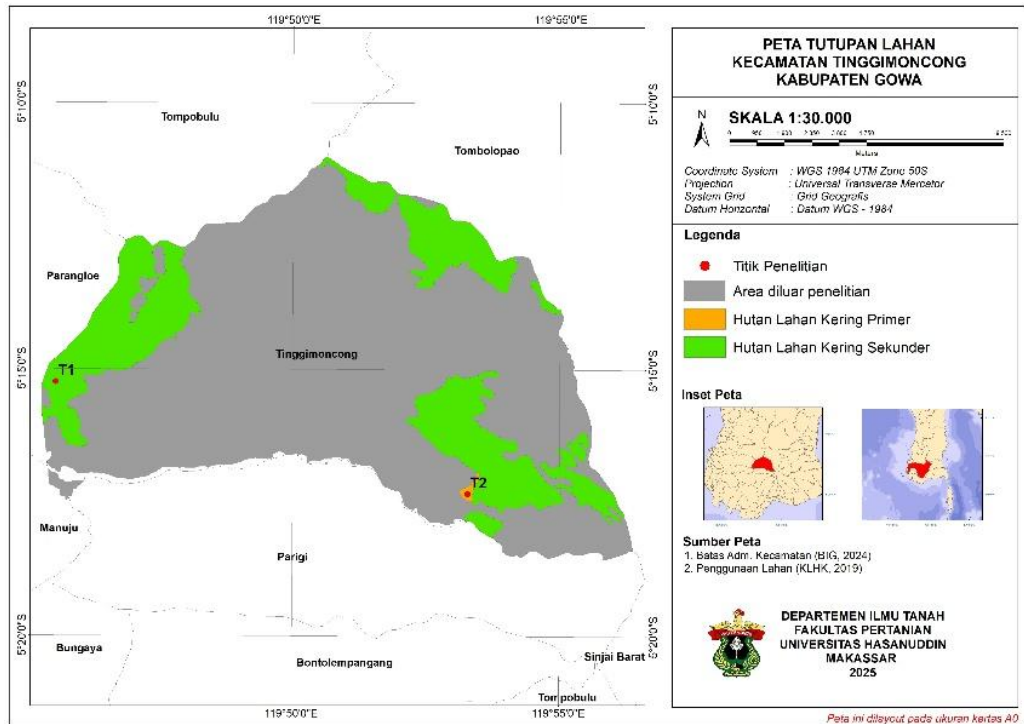 119°50'0"E
119°55'0"E
5°10'0"S
5°10'0"S
Tompobulu
Tombolopao
Parangloe
Tinggimoncong
5°15'0"S
5°15'0"S
T1
T2
Manuju
Parigi
5°20'0"S
5°20'0"S
Bungaya
Bontolempangang
Sinjai Barat
Tompobulu
119°50'0"E
119°55'0"E
PETA TUTUPAN LAHAN
KECAMATAN TINGGIMONCONG
KABUPATEN GOWA
N
SKALA 1:30.000
Meters
Coordinate System : WGS 1984 UTM Zone 50S
Projection : Universal Transverse Mercator
System Grid : Grid Geografis
Datum Horizontal : Datum WGS - 1984
Legenda
Titik Penelitian
Area diluar penelitian
Hutan Lahan Kering Primer
Hutan Lahan Kering Sekunder
Inset Peta
Sumber Peta
1. Batas Adm. Kecamatan (BIG, 2024)
2. Penggunaan Lahan (KLHK, 2019)
DEPARTEMEN ILMU TANAH
FAKULTAS PERTANIAN
UNIVERSITAS HASANUDDIN
MAKASSAR
2025
Peta ini dilayout pada ukuran kertas A0